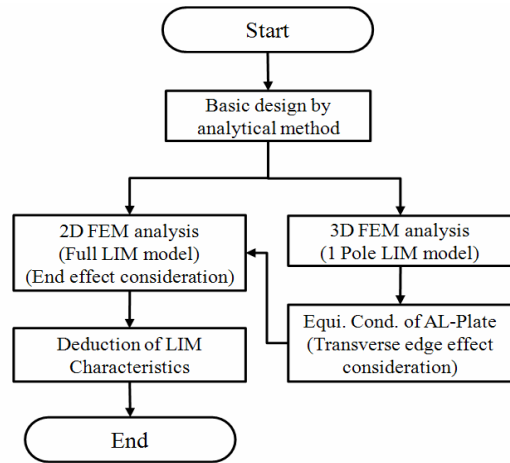 Start
Basic design by
analytical method
2D FEM analysis
(Full LIM model)
(End effect consideration)
3D FEM analysis
(1 Pole LIM model)
Equi. Cond. of AL-Plate
(Transverse edge effect
consideration)
Deduction of LIM
Characteristics
End